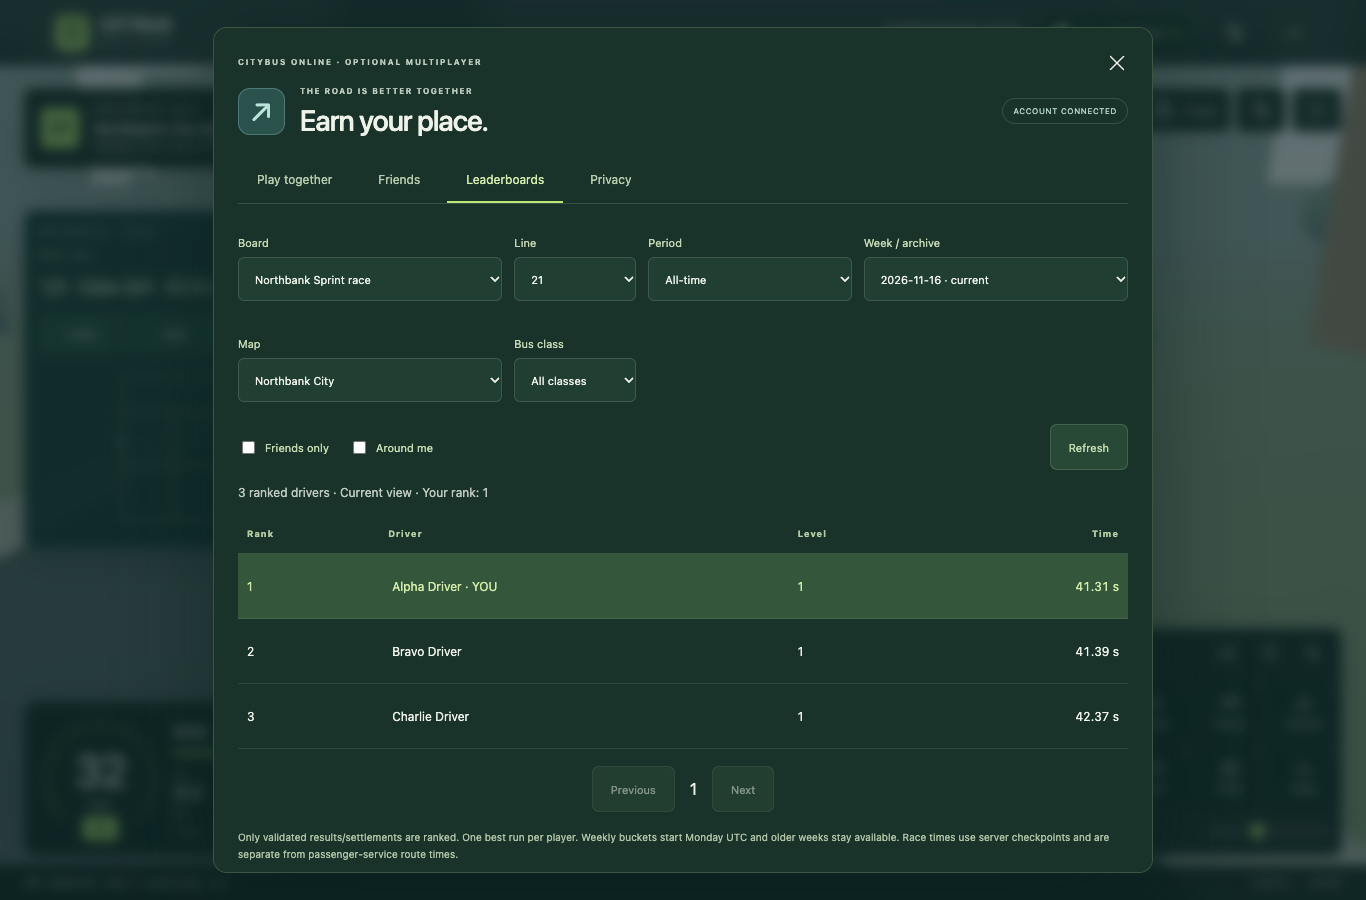 CITYBUS ONLINE · OPTIONAL MULTIPLAYER
THE ROAD IS BETTER TOGETHER
Earn your place.
ACCOUNT CONNECTED
Play together
Friends
Leaderboards
Privacy
Board
Line
Period
Week / archive
Northbank Sprint race
21
All-time
2026-11-16 · current
Map
Bus class
Northbank City
All classes
Friends only
Around me
Refresh
3 ranked drivers · Current view · Your rank: 1
Rank Driver Level Time
1 Alpha Driver · YOU 1 41.31 s
2 Bravo Driver 1 41.39 s
3 Charlie Driver 1 42.37 s
Previous 1 Next
Only validated results/settlements are ranked. One best run per player. Weekly buckets start Monday UTC and older weeks stay available. Race times use server checkpoints and are
separate from passenger-service route times.
32